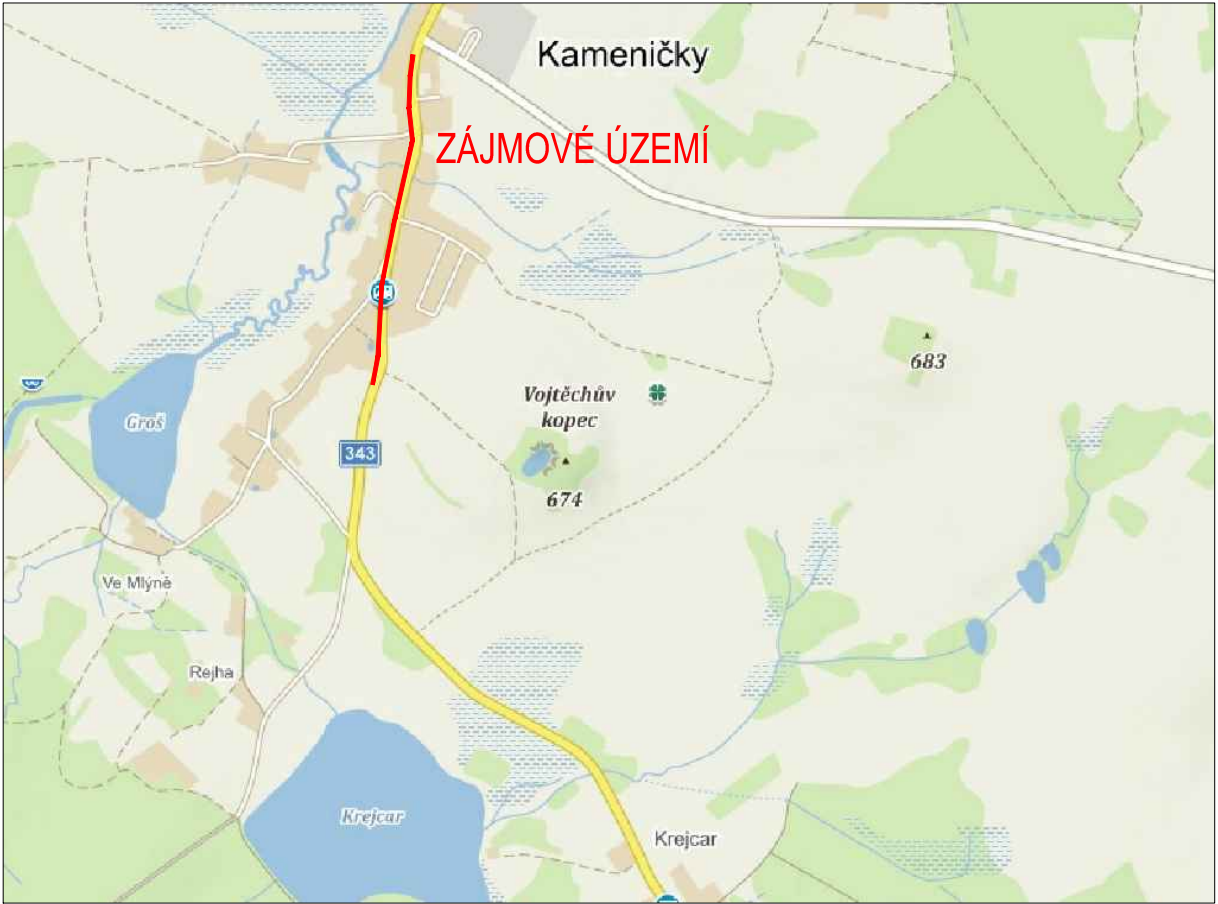 Kameničky
ZÁJMOVÉ ÚZEMÍ
683
Vojtěchův
kopec
Groš
343
674
Ve Mlýně
Rejha
Krejcar
Krejcar